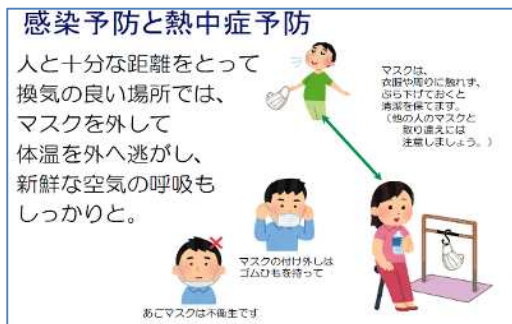 感染予防と熱中症予防
人と十分な距離をとって
換気の良い場所では、
マスクを外して
体温を外へ逃がし、
新鮮な空気の呼吸も
しっかりと。
マスクは、
衣服や周りに触れず、
ぶら下げておくと
清潔を保てます。
(他の人のマスクと
取り違えには
注意しましょう。)
マスクの付け外しは
ゴムひもを持って
あごマスクは不衛生です